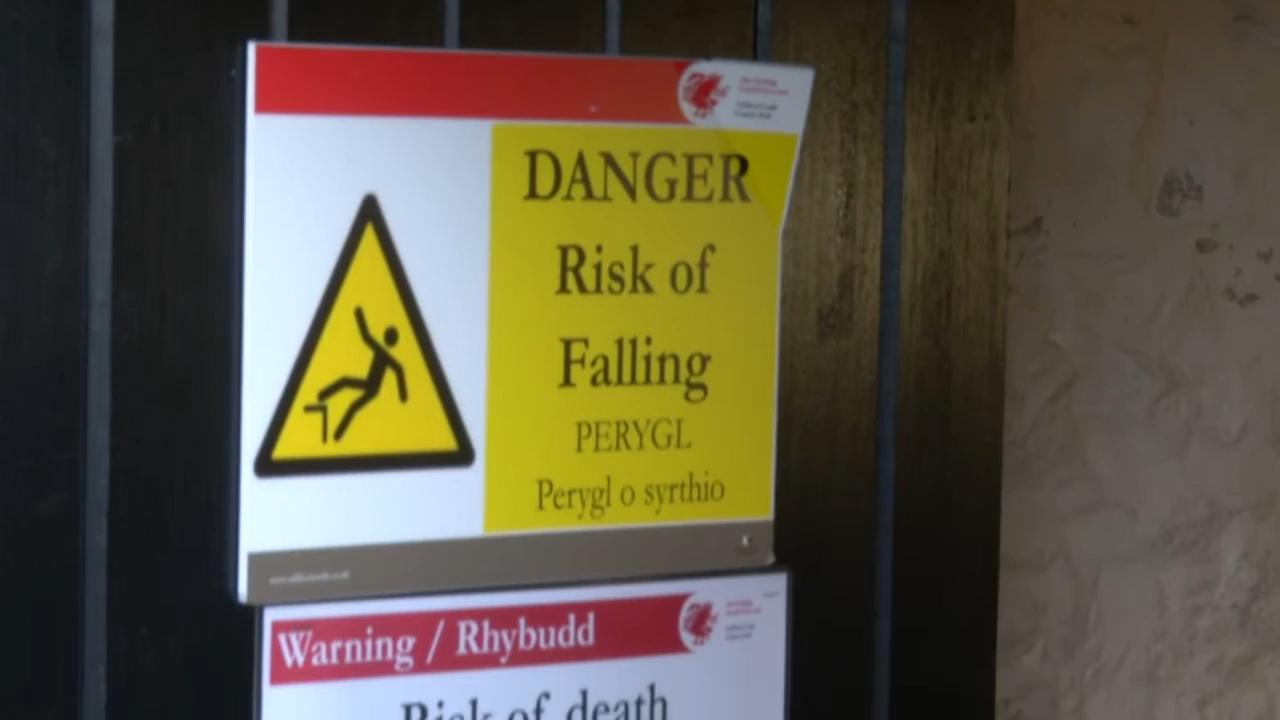 DANGER
Risk of
Falling
PERYGL
Perygl o syrthio
Warning / Rhybudd
Risk of death